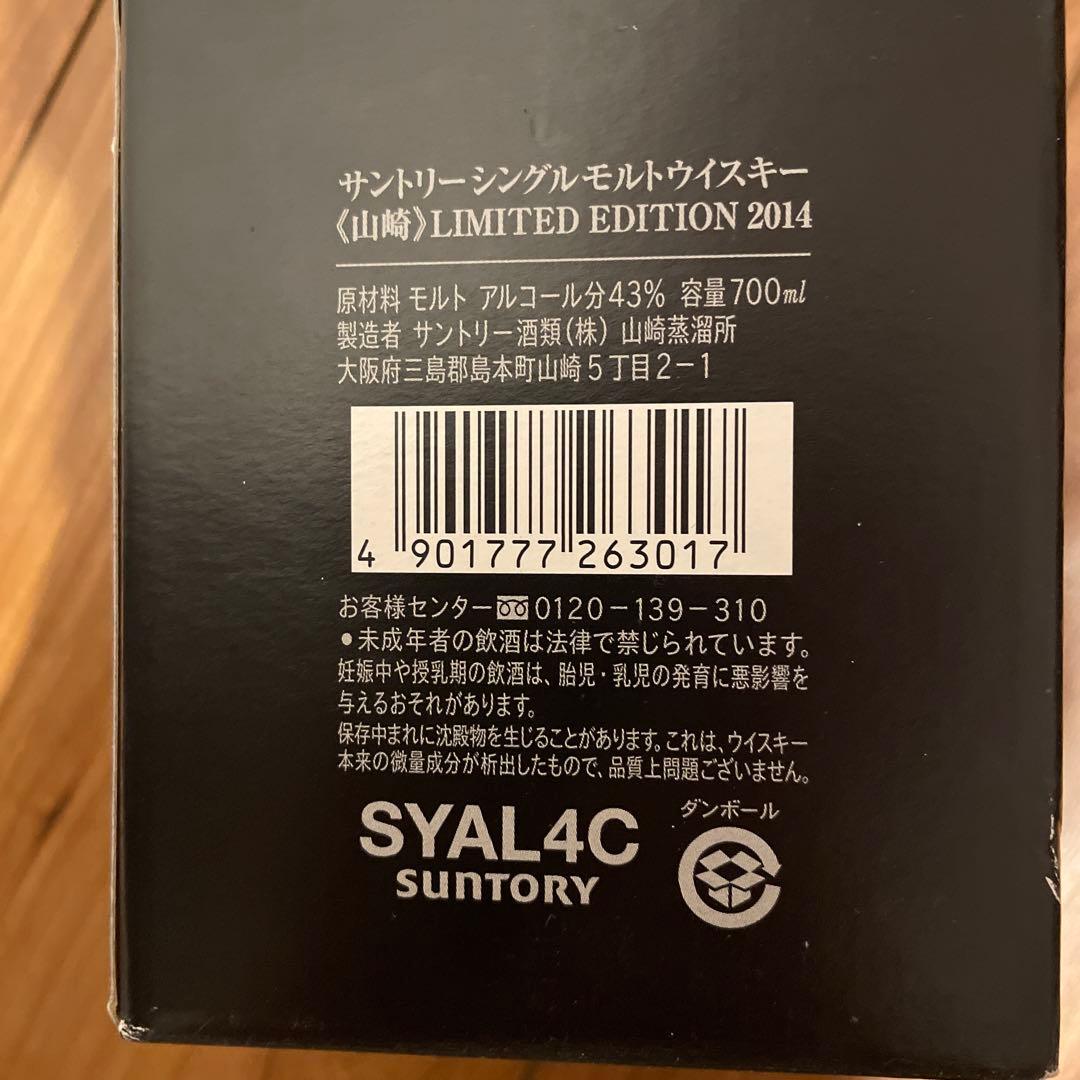 サントリーシングルモルトウイスキー
《山崎》LIMITED EDITION 2014
原材料 モルト アルコール分43% 容量700ml
製造者 サントリー酒類(株) 山崎蒸溜所
大阪府三島郡島本町山崎5丁目2-1
4 901777 263017
お客様センター 0120-139-310
●未成年者の飲酒は法律で禁じられています。
妊娠中や授乳期の飲酒は、胎児・乳児の発育に悪影響を
与えるおそれがあります。
保存中まれに沈殿物を生じることがあります。これは、ウイスキー
本来の微量成分が析出したもので、品質上問題ございません。
SYAL4C
SUNTORY
ダンボール